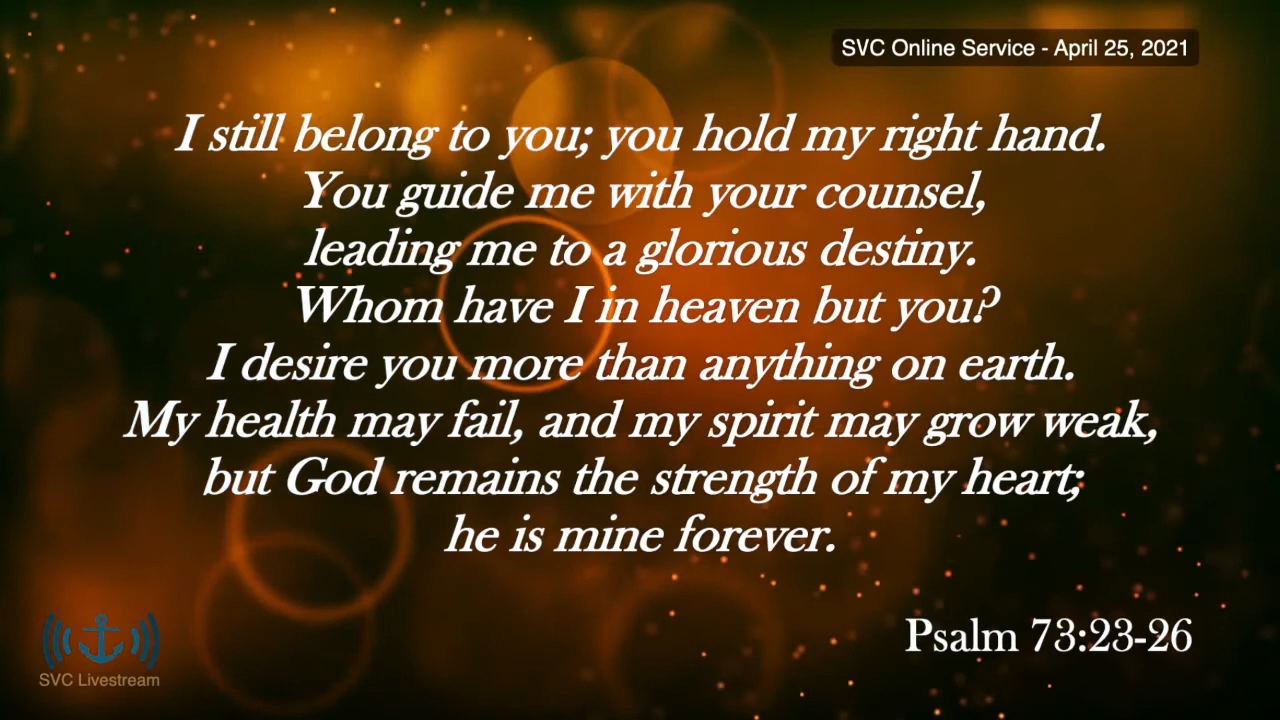 SVC Online Service - April 25, 2021
I still belong to you; you hold my right hand.
You guide me with your counsel,
leading me to a glorious destiny.
Whom have I in heaven but you?
I desire you more than anything on earth.
My health may fail, and my spirit may grow weak,
but God remains the strength of my heart;
he is mine forever.
Psalm 73:23-26
SVC Livestream